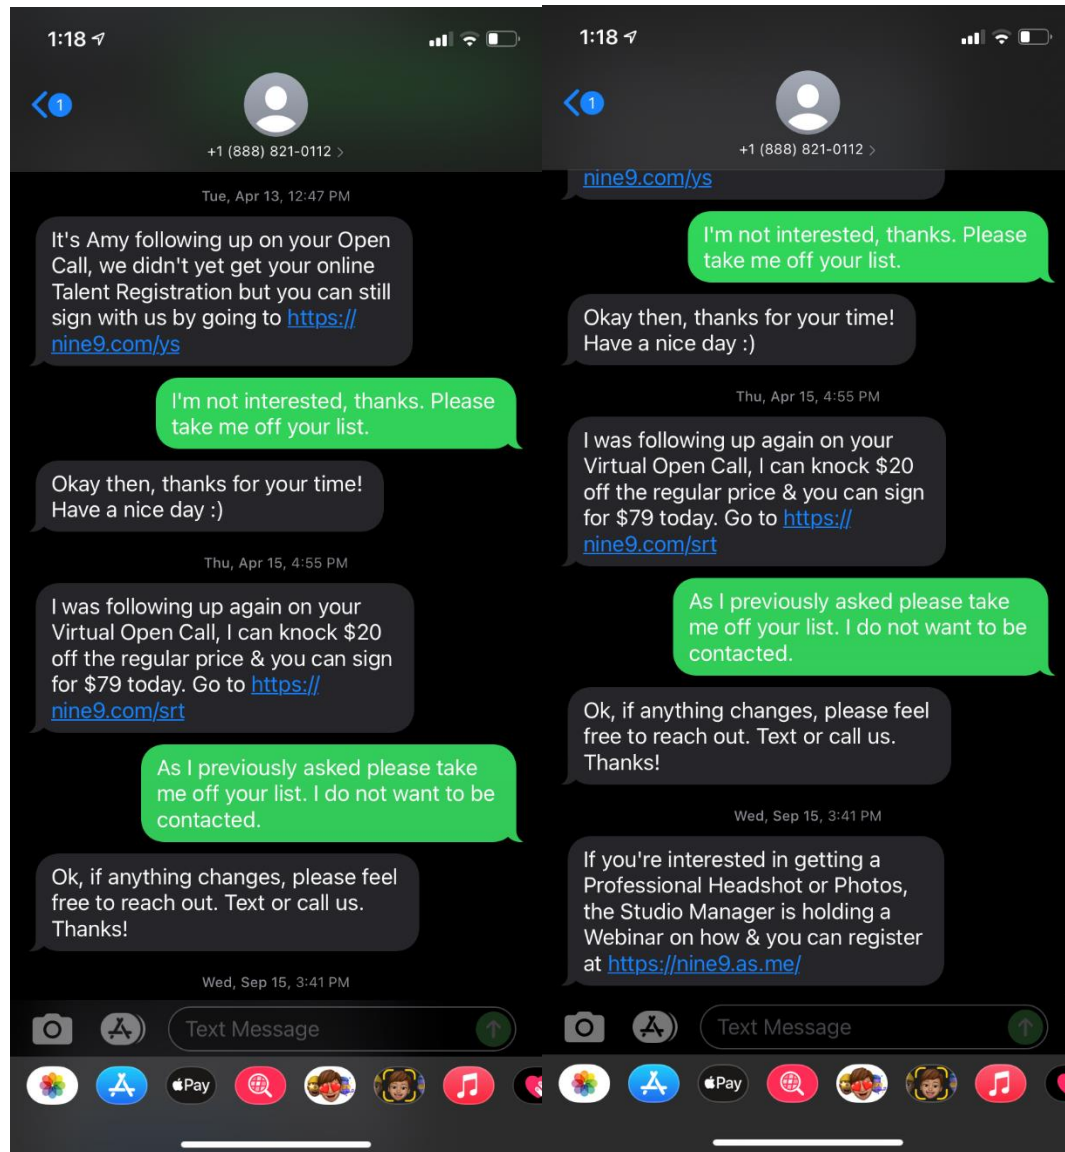 1:18
1
+1 (888) 821-0112 >
Tue, Apr 13, 12:47 PM
It's Amy following up on your Open
Call, we didn't yet get your online
Talent Registration but you can still
sign with us by going to https://
nine9.com/ys
I'm not interested, thanks. Please
take me off your list.
Okay then, thanks for your time!
Have a nice day :)
Thu, Apr 15, 4:55 PM
I was following up again on your
Virtual Open Call, I can knock $20
off the regular price & you can sign
for $79 today. Go to https://
nine9.com/srt
As I previously asked please take
me off your list. I do not want to be
contacted.
Ok, if anything changes, please feel
free to reach out. Text or call us.
Thanks!
Wed, Sep 15, 3:41 PM
Text Message
Pay
1:18
1
+1 (888) 821-0112 >
nine9.com/ys
I'm not interested, thanks. Please
take me off your list.
Okay then, thanks for your time!
Have a nice day :)
Thu, Apr 15, 4:55 PM
I was following up again on your
Virtual Open Call, I can knock $20
off the regular price & you can sign
for $79 today. Go to https://
nine9.com/srt
As I previously asked please take
me off your list. I do not want to be
contacted.
Ok, if anything changes, please feel
free to reach out. Text or call us.
Thanks!
Wed, Sep 15, 3:41 PM
If you're interested in getting a
Professional Headshot or Photos,
the Studio Manager is holding a
Webinar on how & you can register
at https://nine9.as.me/
Text Message
Pay